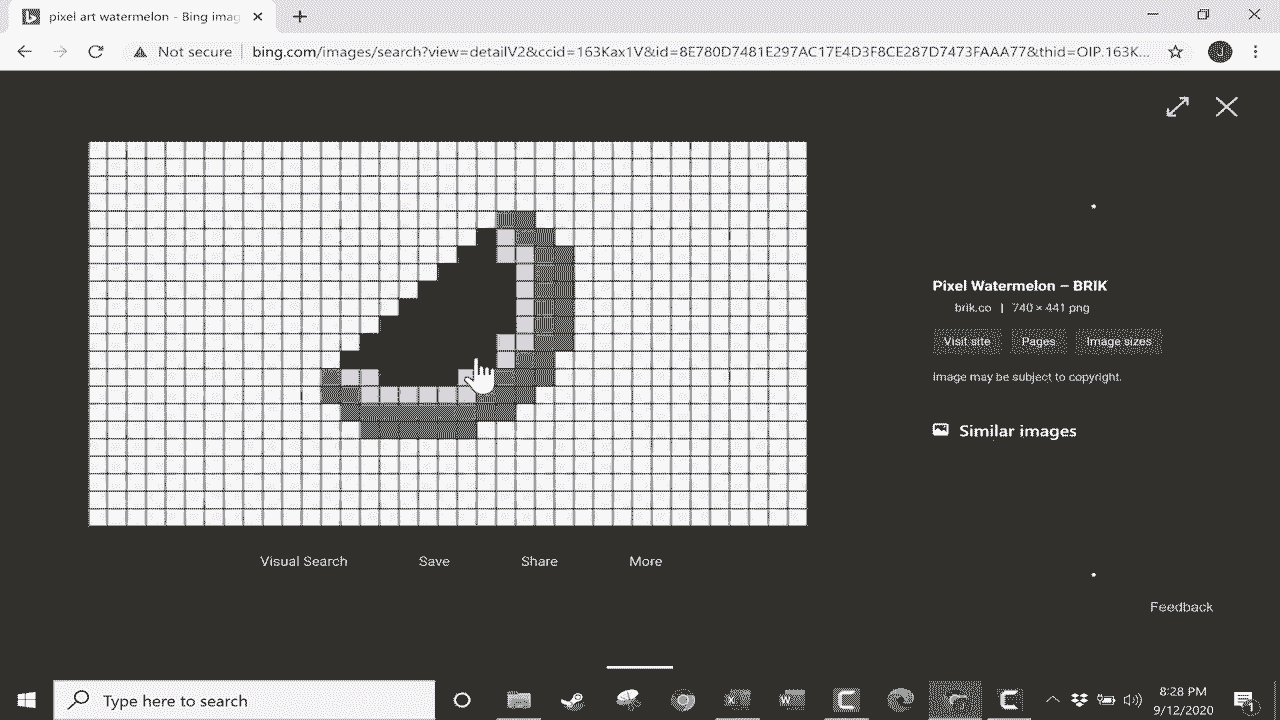 pixel art watermelon - Bing imag
Not secure
bing.com/images/search?view=detailV2&ccid=163Kax1V&id=8E780D7481E297AC17E4D3F8CE287D7473FAAA77&thid=OIP.163K...
J
Pixel Watermelon – BRIK
brik.co | 740 × 441 png
Visit site Pages Image sizes
Image may be subject to copyright.
Similar images
Visual Search Save Share More
Feedback
Type here to search
8:28 PM
9/12/2020
1